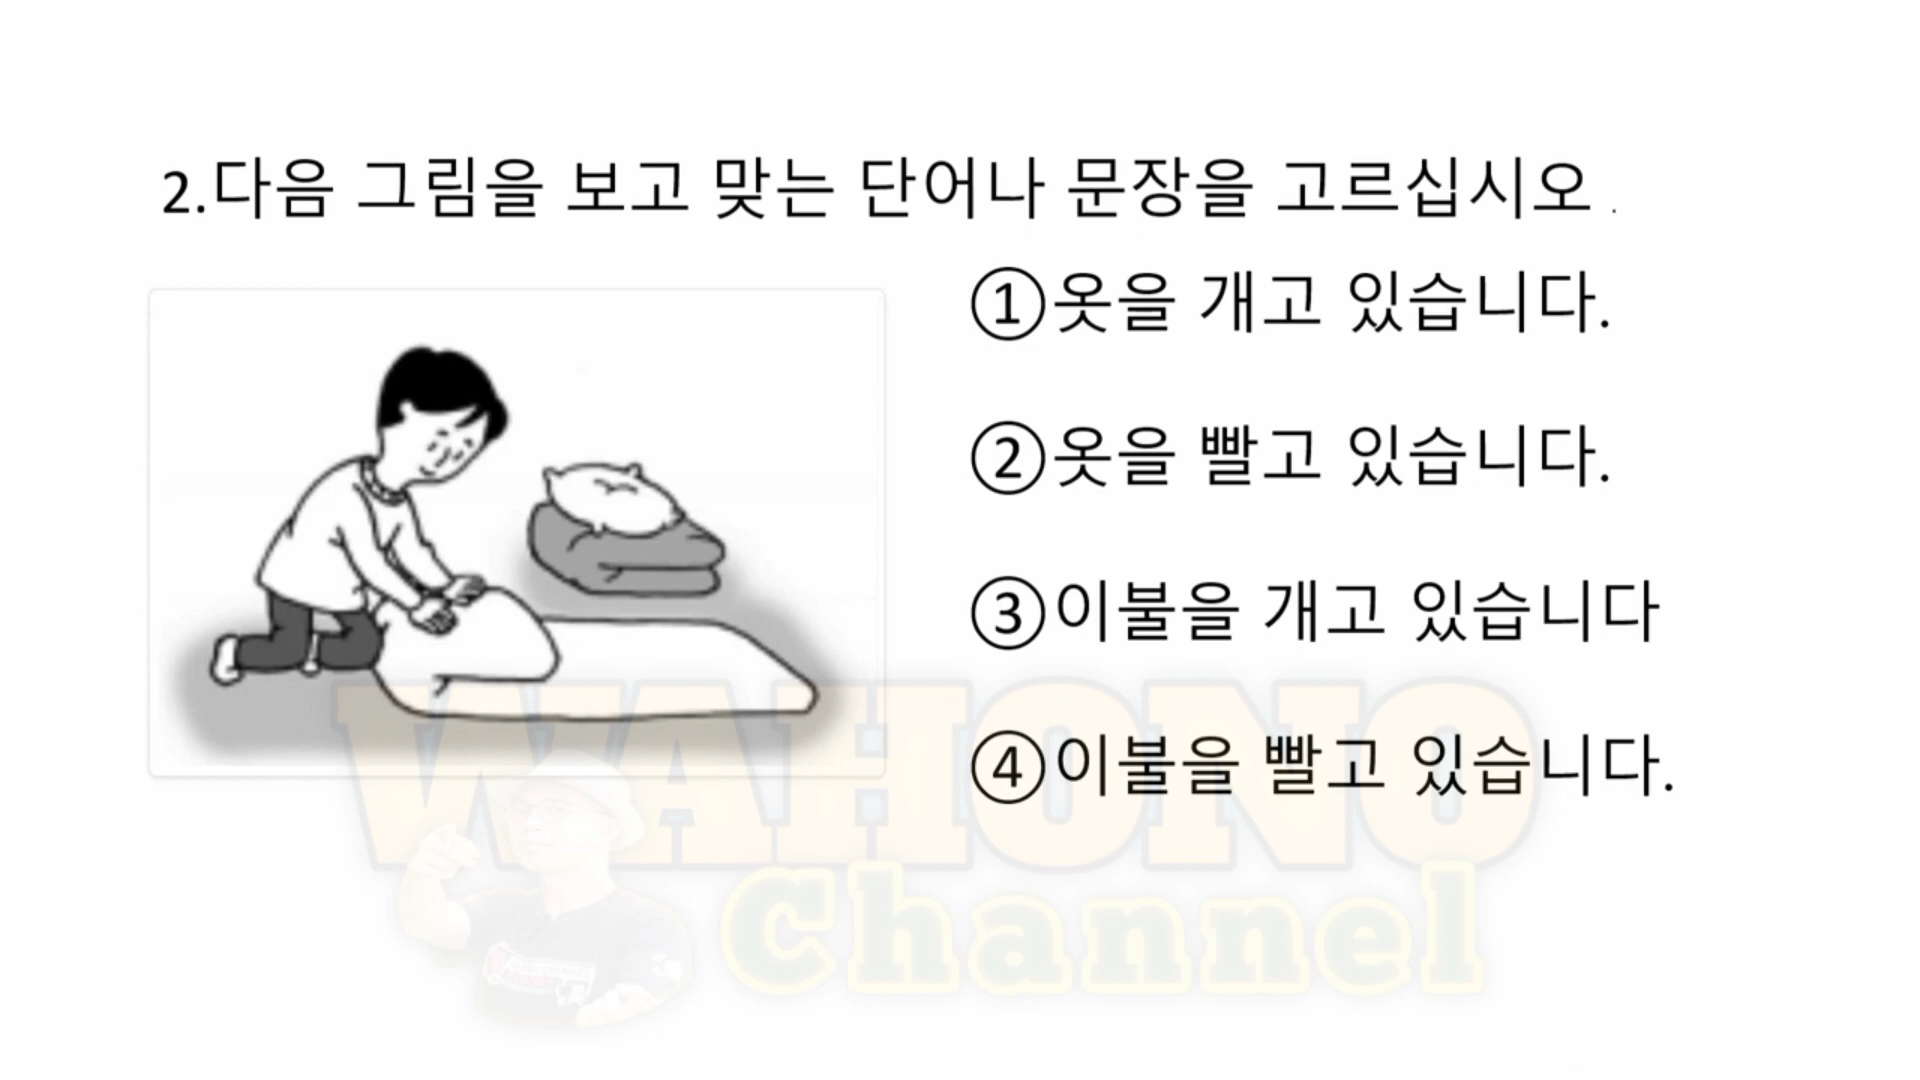 2.다음 그림을 보고 맞는 단어나 문장을 고르십시오 .
①옷을 개고 있습니다.
②옷을 빨고 있습니다.
③이불을 개고 있습니다
④이불을 빨고 있습니다.
WAHONO
Channel